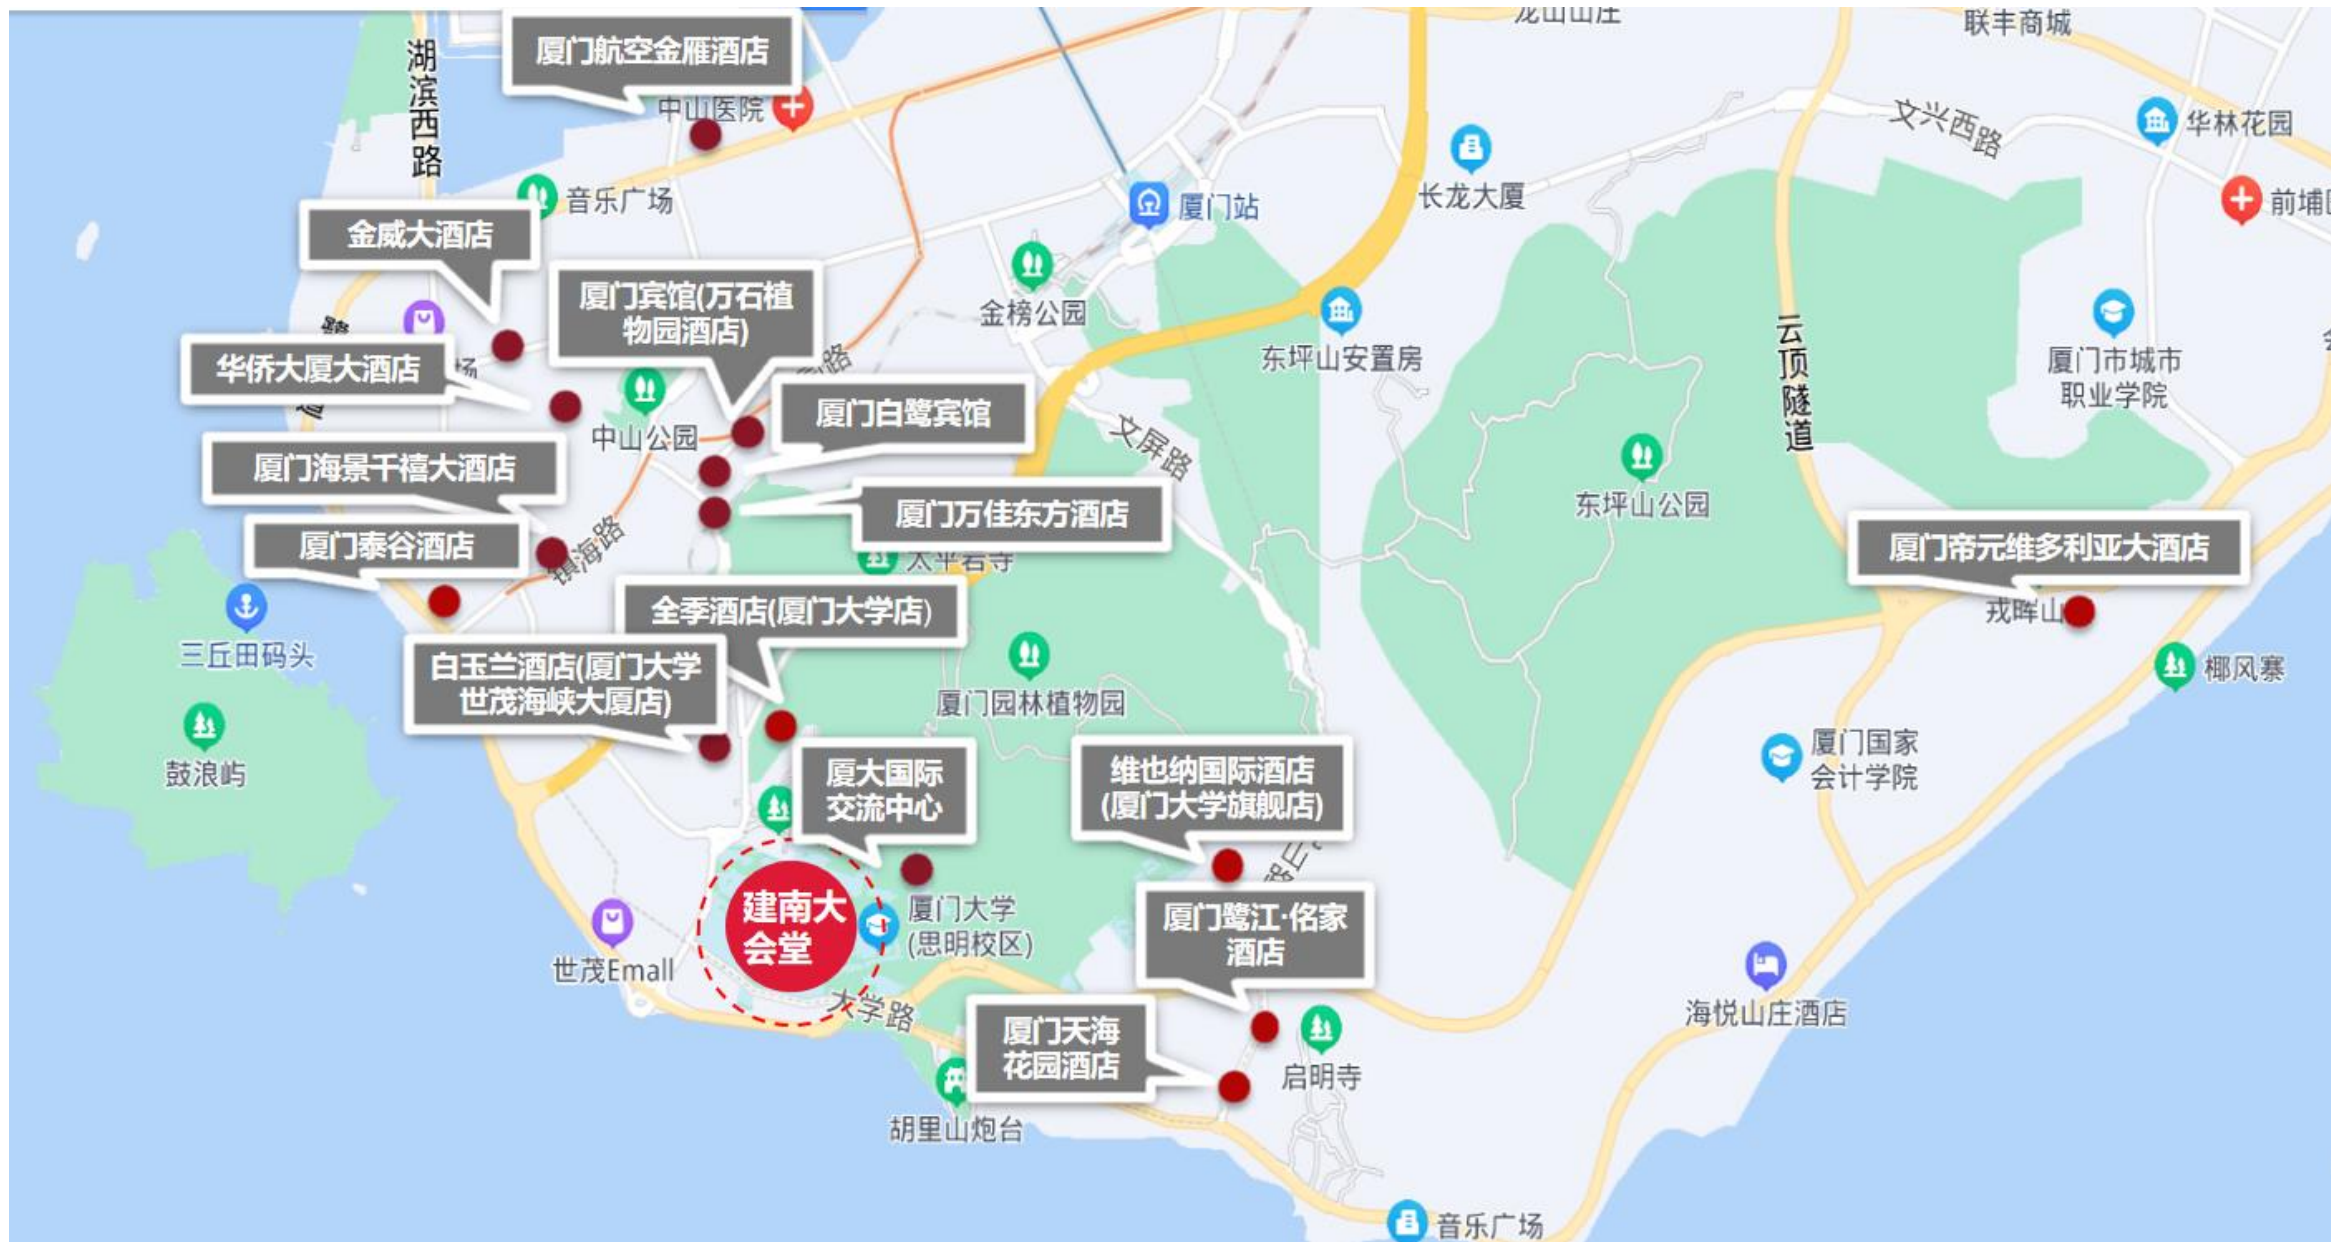 龙山山庄
联丰商城
湖滨西路
厦门航空金雁酒店
中山医院
文兴西路
华林花园
长龙大厦
音乐广场
厦门站
金威大酒店
厦门宾馆(万石植
物园酒店)
金榜公园
东坪山安置房
云顶隧道
厦门市城市
职业学院
华侨大厦大酒店
场
路
道
中山公园
厦门白鹭宾馆
文屏路
厦门海景千禧大酒店
东坪山公园
厦门万佳东方酒店
厦门泰谷酒店
镇海路
太平岩寺
厦门帝元维多利亚大酒店
戎晖山
全季酒店(厦门大学店)
三丘田码头
白玉兰酒店(厦门大学
世茂海峡大厦店)
厦门园林植物园
椰风寨
鼓浪屿
厦大国际
交流中心
维也纳国际酒店
(厦门大学旗舰店)
厦门国家
会计学院
建南大
会堂
厦门大学
(思明校区)
厦门鹭江·佲家
酒店
世茂Emall
大学路
海悦山庄酒店
厦门天海
花园酒店
启明寺
胡里山炮台
音乐广场